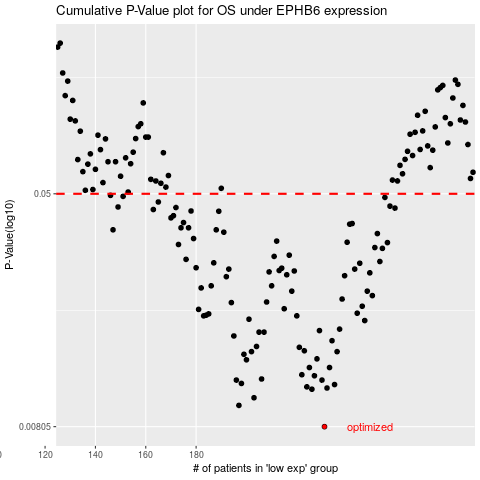 Cumulative P-Value plot for OS under EPHB6 expression
P-Value(log10)
0.05
0.00805
optimized
0
120
140
160
180
# of patients in 'low exp' group